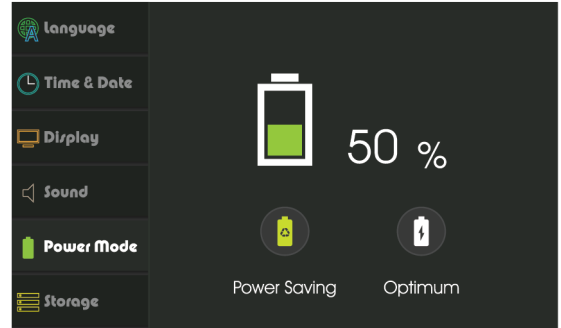 Language
Time & Date
Display
Sound
Power Mode
Storage
50 %
Power Saving
Optimum